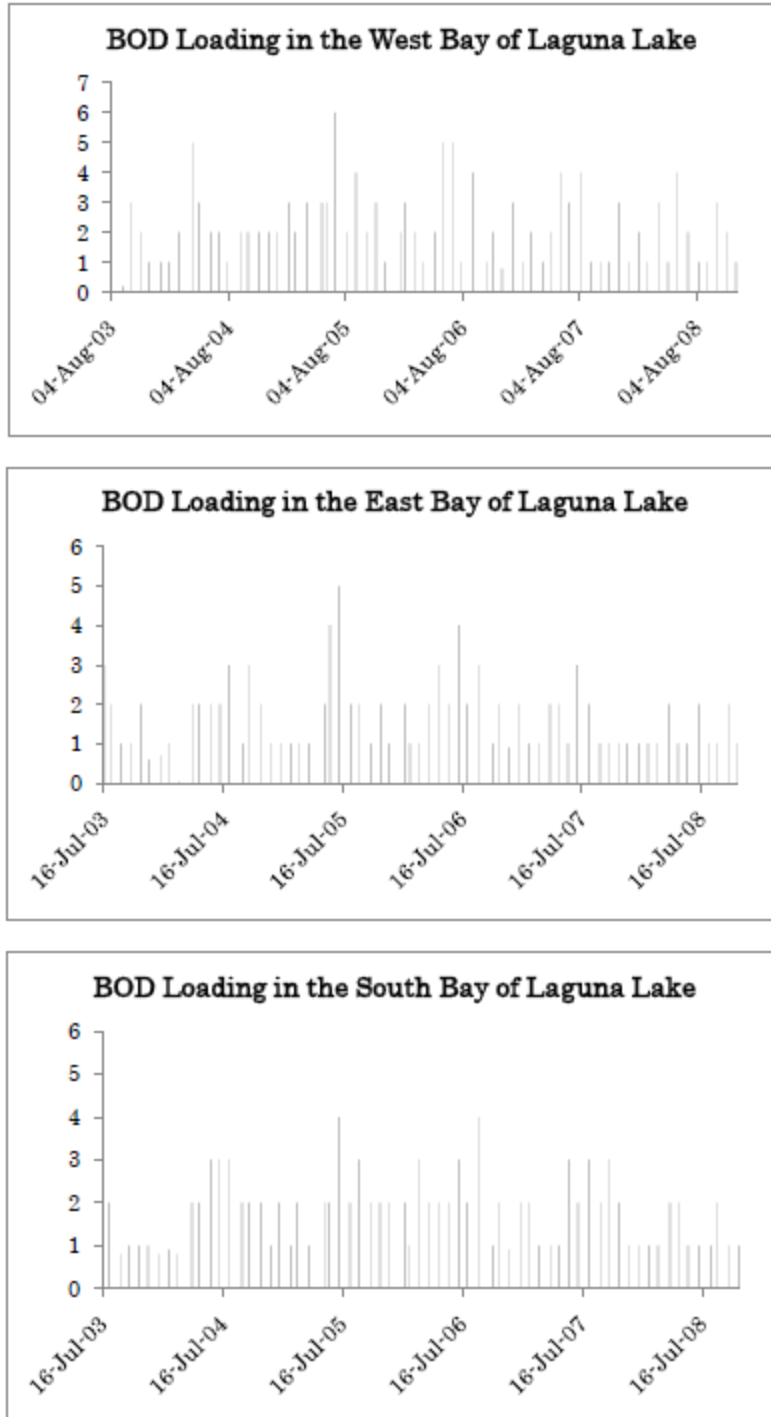 BOD Loading in the West Bay of Laguna Lake
7
6
5
4
3
2
1
0
04-Aug-03
04-Aug-04
04-Aug-05
04-Aug-06
04-Aug-07
04-Aug-08
BOD Loading in the East Bay of Laguna Lake
6
5
4
3
2
1
0
16-Jul-03
16-Jul-04
16-Jul-05
16-Jul-06
16-Jul-07
16-Jul-08
BOD Loading in the South Bay of Laguna Lake
6
5
4
3
2
1
0
16-Jul-03
16-Jul-04
16-Jul-05
16-Jul-06
16-Jul-07
16-Jul-08